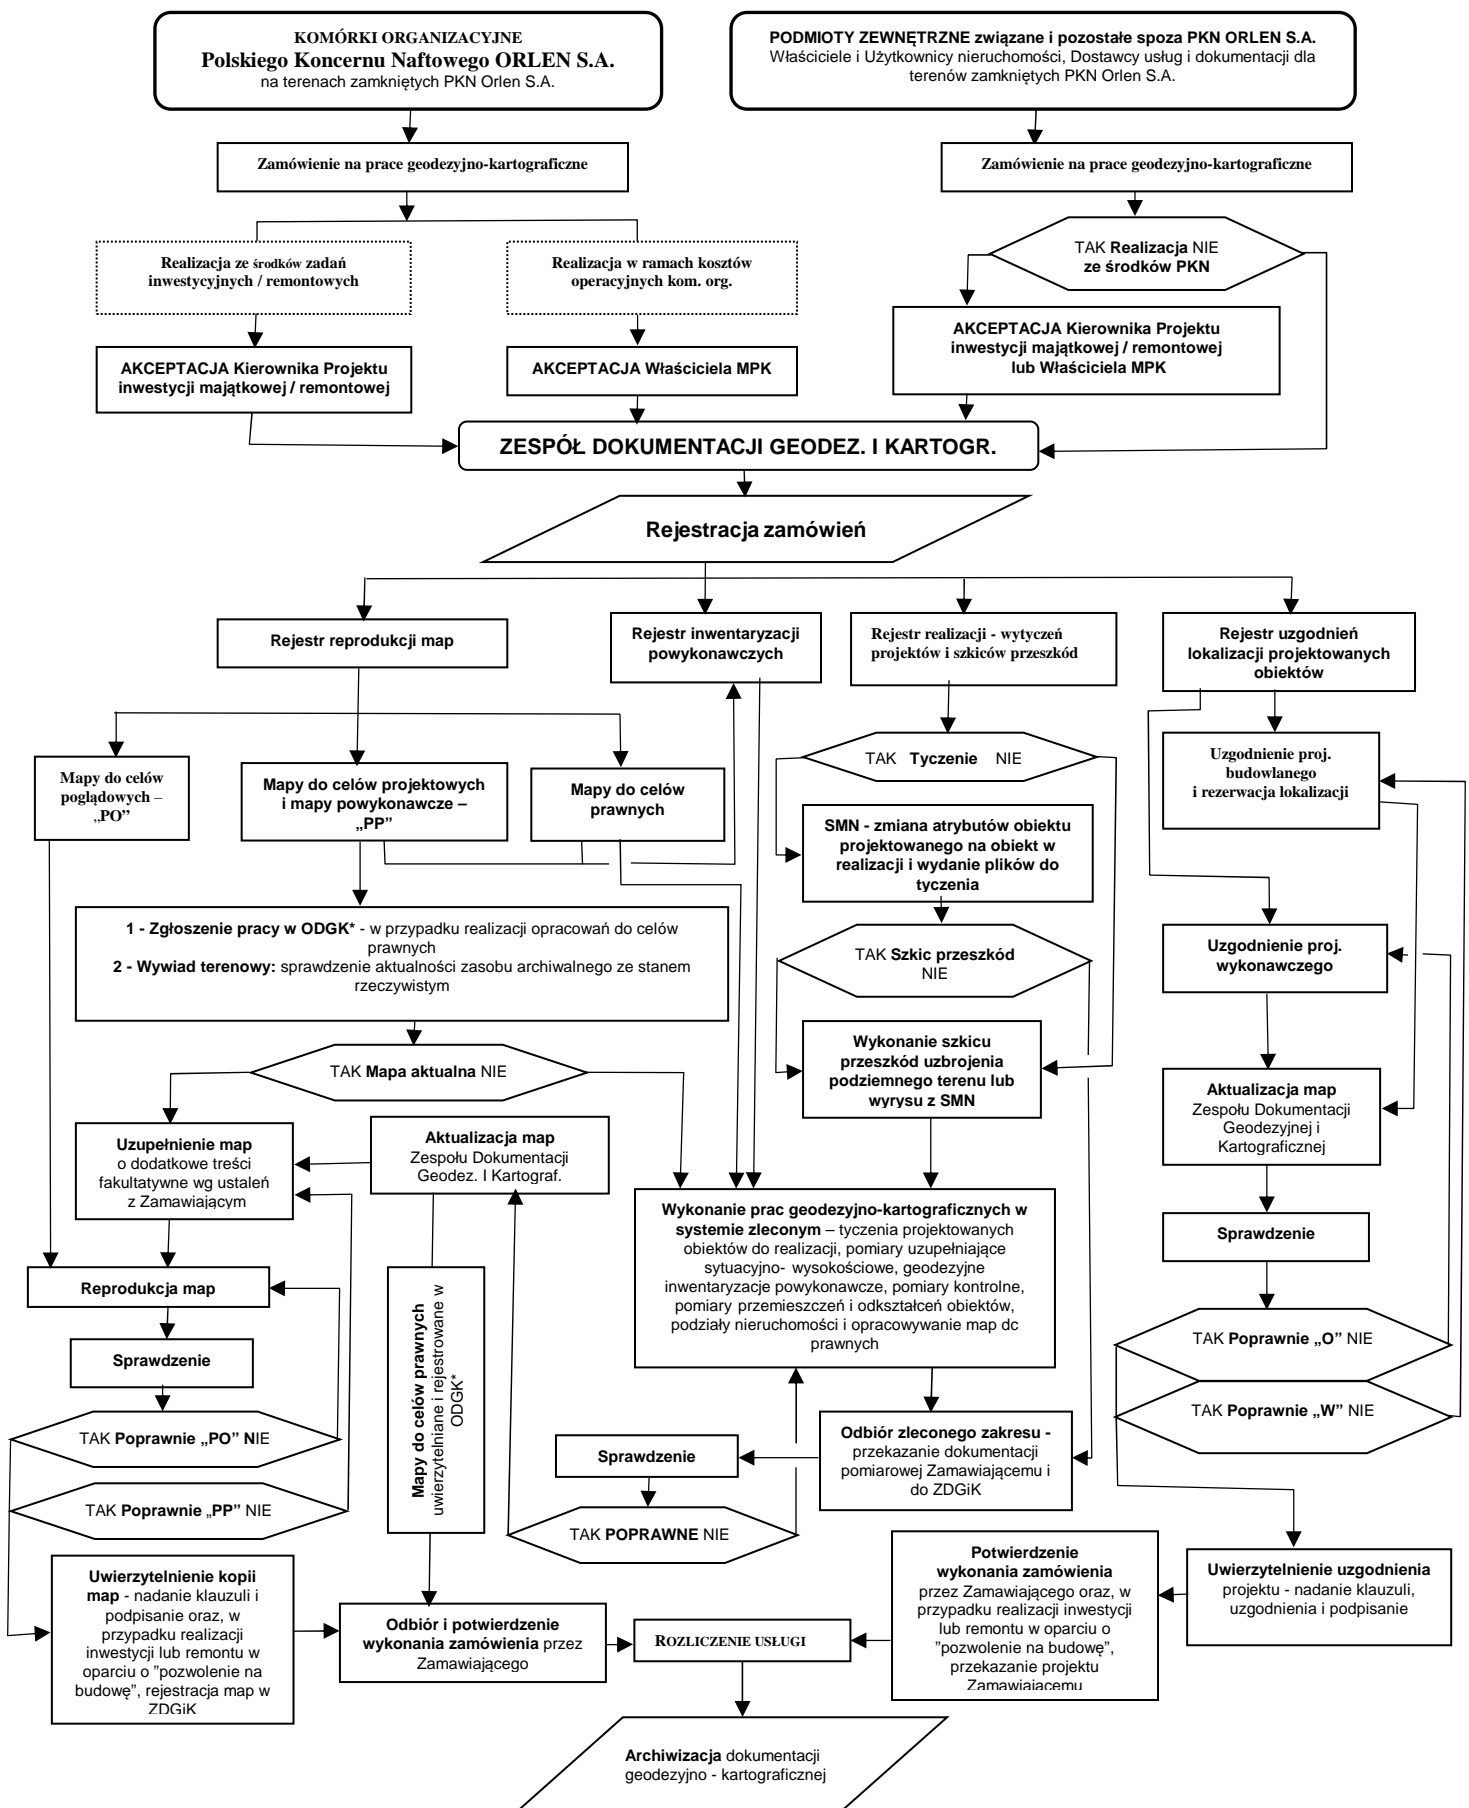 KOMÓRKI ORGANIZACYJNE
Polskiego Koncernu Naftowego ORLEN S.A.
na terenach zamkniętych PKN Orlen S.A.
PODMIOTY ZEWNĘTRZNE związane i pozostałe spoza PKN ORLEN S.A.
Właściciele i Użytkownicy nieruchomości, Dostawcy usług i dokumentacji dla
terenów zamkniętych PKN Orlen S.A.
Zamówienie na prace geodezyjno-kartograficzne
Zamówienie na prace geodezyjno-kartograficzne
Realizacja ze środków zadań
inwestycyjnych / remontowych
Realizacja w ramach kosztów
operacyjnych kom. org.
TAK Realizacja NIE
ze środków PKN
AKCEPTACJA Kierownika Projektu
inwestycji majątkowej / remontowej
AKCEPTACJA Właściciela MPK
AKCEPTACJA Kierownika Projektu
inwestycji majątkowej / remontowej
lub Właściciela MPK
ZESPÓŁ DOKUMENTACJI GEODEZ. I KARTOGR.
Rejestracja zamówień
Rejestr reprodukcji map
Rejestr inwentaryzacji
powykonawczych
Rejestr realizacji - wytyczeń
projektów i szkiców przeszkód
Rejestr uzgodnień
lokalizacji projektowanych
obiektów
Mapy do celów
poglądowych –
„PO”
Mapy do celów projektowych
i mapy powykonawcze –
„PP”
Mapy do celów
prawnych
TAK Tyczenie NIE
Uzgodnienie proj.
budowlanego
i rezerwacja lokalizacji
SMN - zmiana atrybutów obiektu
projektowanego na obiekt w
realizacji i wydanie plików do
tyczenia
1 - Zgłoszenie pracy w ODGK* - w przypadku realizacji opracowań do celów
prawnych
2 - Wywiad terenowy: sprawdzenie aktualności zasobu archiwalnego ze stanem
rzeczywistym
TAK Szkic przeszkód
NIE
Uzgodnienie proj.
wykonawczego
TAK Mapa aktualna NIE
Wykonanie szkicu
przeszkód uzbrojenia
podziemnego terenu lub
wyrysu z SMN
Aktualizacja map
Zespołu Dokumentacji
Geodezyjnej i
Kartograficznej
Uzupełnienie map
o dodatkowe treści
fakultatywne wg ustaleń
z Zamawiającym
Aktualizacja map
Zespołu Dokumentacji
Geodez. I Kartograf.
Wykonanie prac geodezyjno-kartograficznych w
systemie zleconym – tyczenia projektowanych
obiektów do realizacji, pomiary uzupełniające
sytuacyjno- wysokościowe, geodezyjne
inwentaryzacje powykonawcze, pomiary kontrolne,
pomiary przemieszczeń i odkształceń obiektów,
podziały nieruchomości i opracowywanie map dc
prawnych
Sprawdzenie
Reprodukcja map
Mapy do celów prawnych
uwierzytelniane i rejestrowane w
ODGK*
Sprawdzenie
TAK Poprawnie „O” NIE
TAK Poprawnie „W” NIE
TAK Poprawnie „PO” NIE
Sprawdzenie
Odbiór zleconego zakresu -
przekazanie dokumentacji
pomiarowej Zamawiającemu i
do ZDGiK
TAK Poprawnie „PP” NIE
TAK POPRAWNE NIE
Uwierzytelnienie kopii
map - nadanie klauzuli i
podpisanie oraz, w
przypadku realizacji
inwestycji lub remontu w
oparciu o ”pozwolenie na
budowę”, rejestracja map w
ZDGiK
Odbiór i potwierdzenie
wykonania zamówienia przez
Zamawiającego
ROZLICZENIE USŁUGI
Potwierdzenie
wykonania zamówienia
przez Zamawiającego oraz, w
przypadku realizacji inwestycji
lub remontu w oparciu o
”pozwolenie na budowę”,
przekazanie projektu
Zamawiającemu
Uwierzytelnienie uzgodnienia
projektu - nadanie klauzuli,
uzgodnienia i podpisanie
Archiwizacja dokumentacji
geodezyjno - kartograficznej